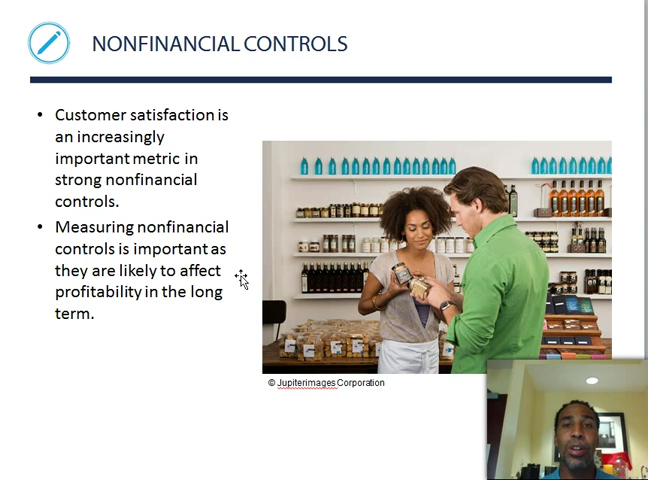 NONFINANCIAL CONTROLS
• Customer satisfaction is
an increasingly
important metric in
strong nonfinancial
controls.
• Measuring nonfinancial
controls is important as
they are likely to affect
profitability in the long
term.
© Jupiterimages Corporation